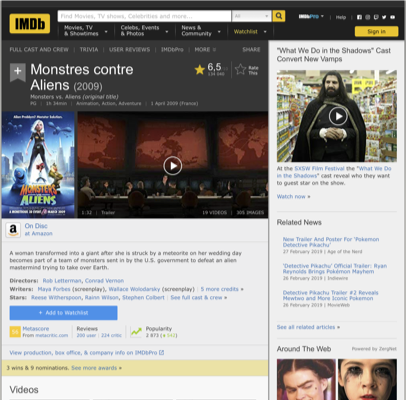 IMDb
Find Movies, TV shows, Celebrities and more...
All
IMDbPro
Help
Movies, TV
& Showtimes
Celebs, Events
& Photos
News &
Community
Watchlist
Sign in
FULL CAST AND CREW | TRIVIA | USER REVIEWS | IMDbPro | MORE
SHARE
Monstres contre
Aliens (2009)
Monsters vs. Aliens (original title)
PG | 1h 34min | Animation, Action, Adventure | 1 April 2009 (France)
6,5
Rate
This
MONSTERS
ALIENS
1:32 | Trailer
19 VIDEOS | 305 IMAGES
On Disc
at Amazon
A woman transformed into a giant after she is struck by a meteorite on her wedding day
becomes part of a team of monsters sent in by the U.S. government to defeat an alien
mastermind trying to take over Earth.
Directors: Rob Letterman, Conrad Vernon
Writers: Maya Forbes (screenplay), Wallace Wolodarsky (screenplay) | 5 more credits »
Stars: Reese Witherspoon, Rainn Wilson, Stephen Colbert | See full cast & crew »
+ Add to Watchlist
Metascore
From metacritic.com
Reviews
200 user | 224 critic
Popularity
View production, box office, & company info on IMDbPro
3 wins & 9 nominations. See more awards »
Videos
"What We Do in the Shadows" Cast
Convert New Vamps
At the SXSW Film Festival the "What We Do
in the Shadows" cast reveal who they want
to guest star on the show.
Watch now »
Related News
New Trailer And Poster For 'Pokemon
Detective Pikachu'
27 February 2019 | Age of the Nerd
'Detective Pikachu' Official Trailer: Ryan
Reynolds Brings Pokémon Mayhem
26 February 2019 | Indiewire
Detective Pikachu Trailer #2 Reveals
Mewtwo and More Iconic Pokemon
26 February 2019 | MovieWeb
See all related articles »
Around The Web
Powered by ZergNet